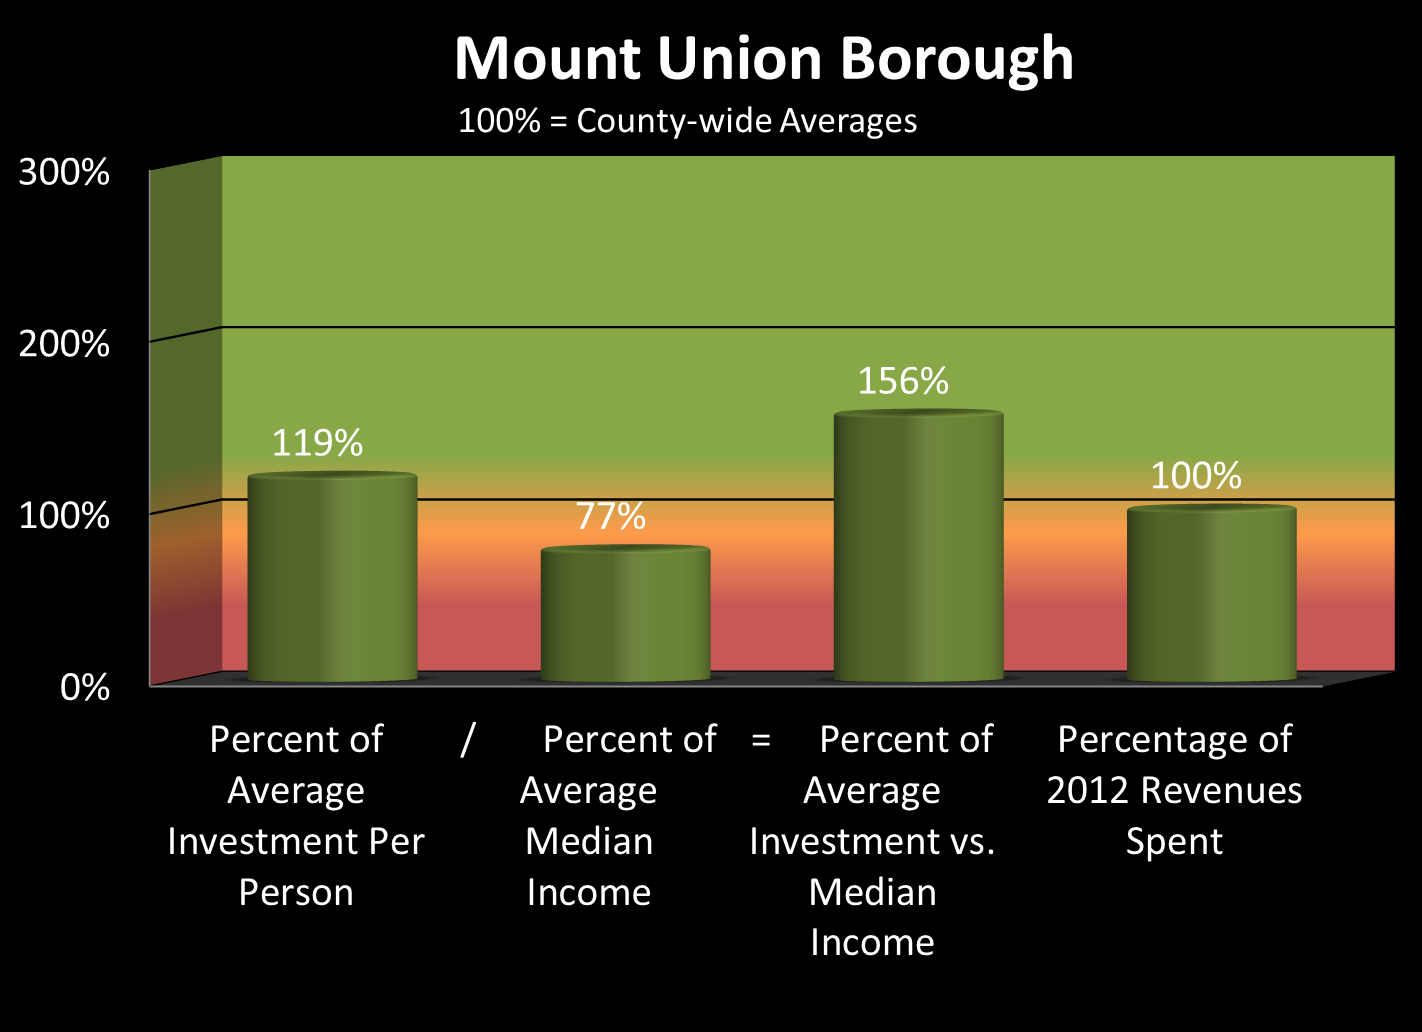 Mount Union Borough
100% = County-wide Averages
300%
200%
100%
0%
119%
77%
156%
100%
Percent of / Percent of = Percent of Percentage of
Average Average Average 2012 Revenues
Investment Per Median Investment vs. Spent
Person Income Median
Income